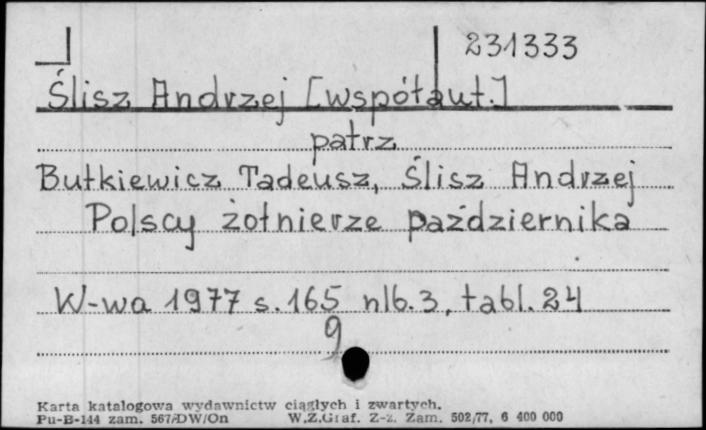 231333
Ślisz Andrzej [współaut.]
patrz
Butkiewicz Tadeusz, Ślisz Andrzej
Polscy żołnierze października
W-wa 1977 s. 165 nlb. 3, tabl. 24
9
Karta katalogowa wydawnictw ciągłych i zwartych.
Pu-B-144 zam. 567/DW/On W.Z.Graf. Z-z. Zam. 502/77, 6 400 000